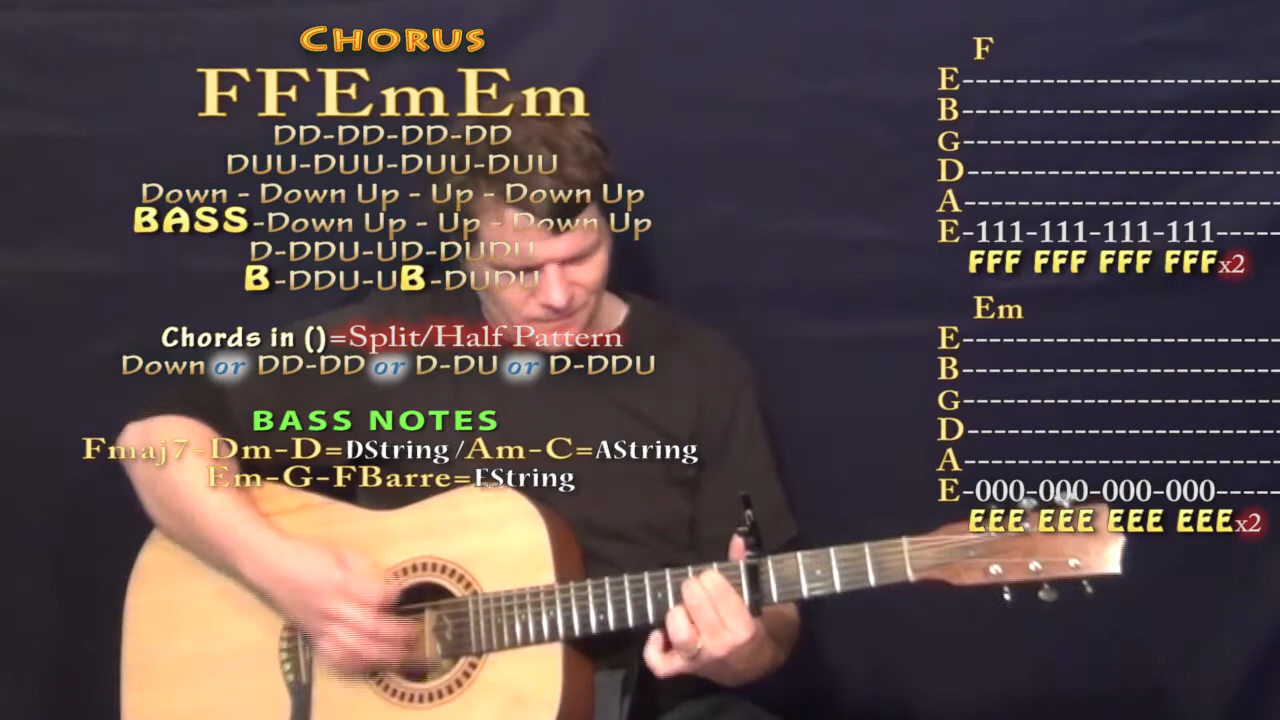 CHORUS
FFEmEm
DD-DD-DD-DD
DUU-DUU-DUU-DUU
Down - Down Up - Up - Down Up
BASS-Down Up - Up - Down Up
D-DDU-UD-DUDU
B-DDU-UB-DUDU
Chords in ()=Split/Half Pattern
Down or DD-DD or D-DU or D-DDU
BASS NOTES
Fmaj7-Dm-D=DString/Am-C=AString
Em-G-FBarre=EString
F
E-----------------------
B-----------------------
G-----------------------
D-----------------------
A-----------------------
E-111-111-111-111-----
FFF FFF FFF FFFx2
Em
E-----------------------
B-----------------------
G-----------------------
D-----------------------
A-----------------------
E-000-000-000-000-----
EEE EEE EEE EEEx2